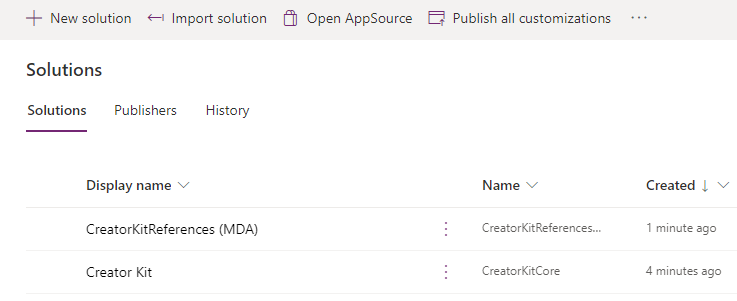 New solution Import solution Open AppSource Publish all customizations ...
Solutions
Solutions Publishers History
Display name Name Created
CreatorKitReferences (MDA) CreatorKitReferences... 1 minute ago
Creator Kit CreatorKitCore 4 minutes ago